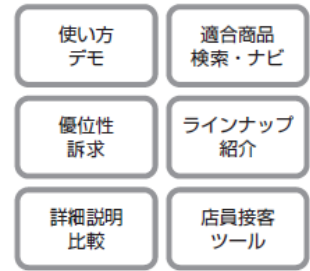 使い方
デモ
適合商品
検索・ナビ
優位性
訴求
ラインナップ
紹介
詳細説明
比較
店員接客
ツール